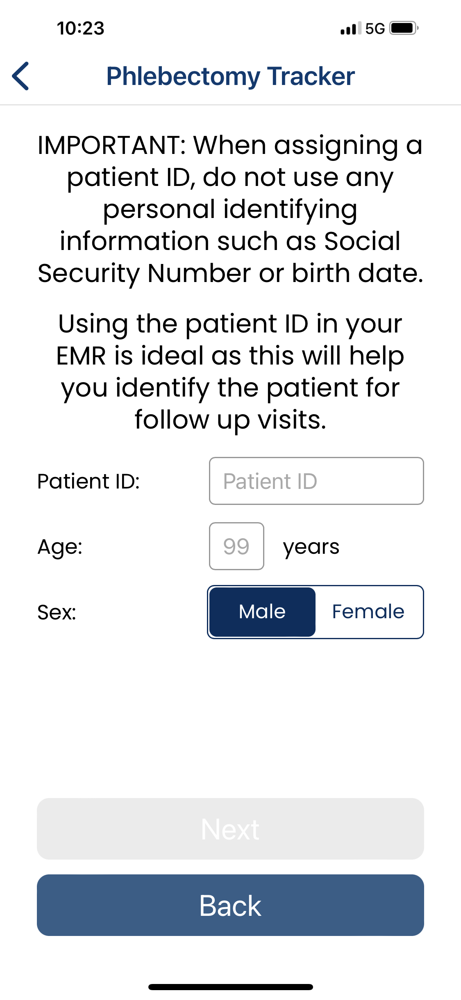 10:23
5G
Phlebectomy Tracker
IMPORTANT: When assigning a
patient ID, do not use any
personal identifying
information such as Social
Security Number or birth date.
Using the patient ID in your
EMR is ideal as this will help
you identify the patient for
follow up visits.
Patient ID: Patient ID
Age: 99 years
Sex: Male Female
Next
Back